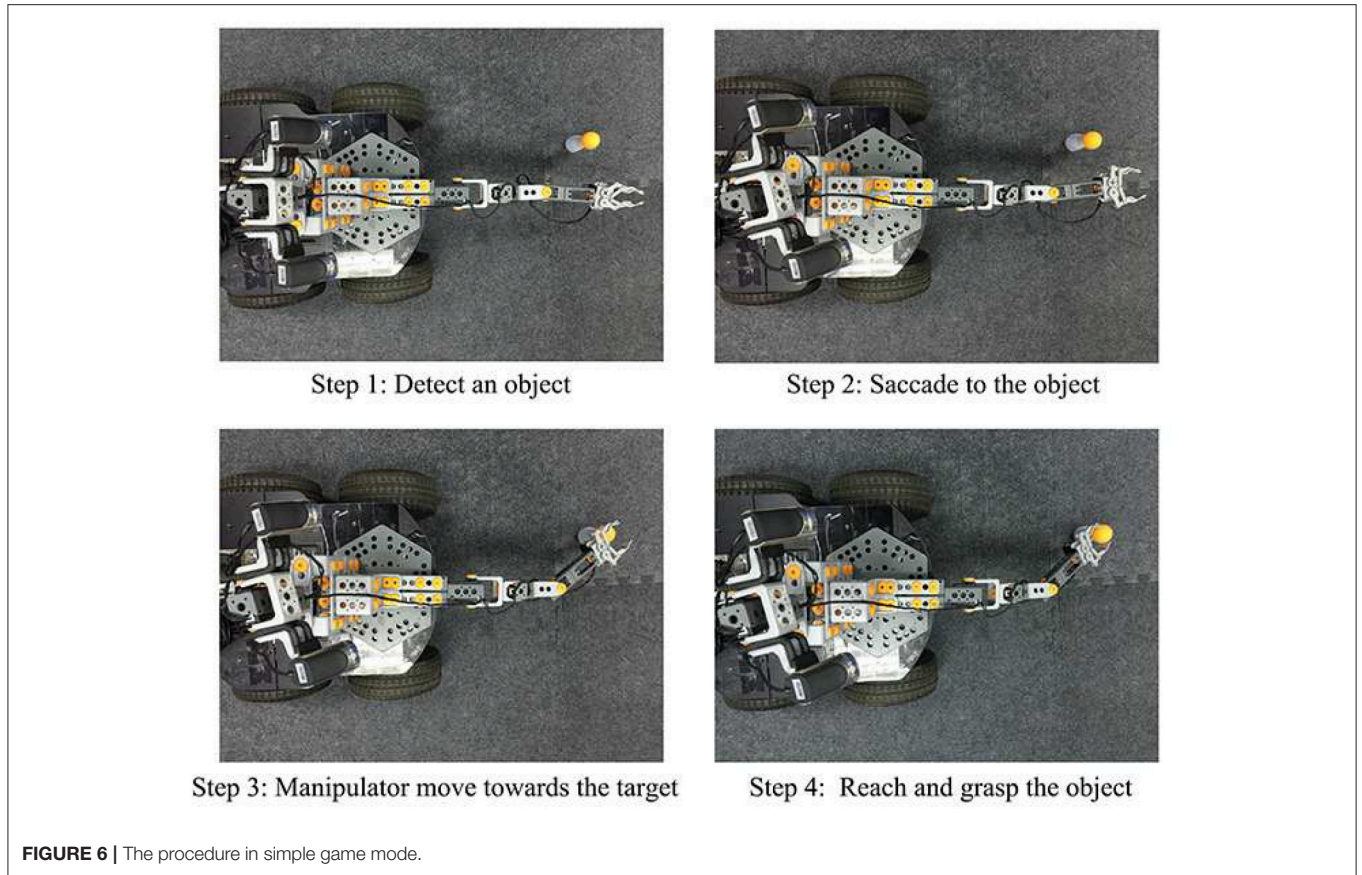 Step 1: Detect an object
Step 2: Saccade to the object
Step 3: Manipulator move towards the target
Step 4: Reach and grasp the object
FIGURE 6 | The procedure in simple game mode.